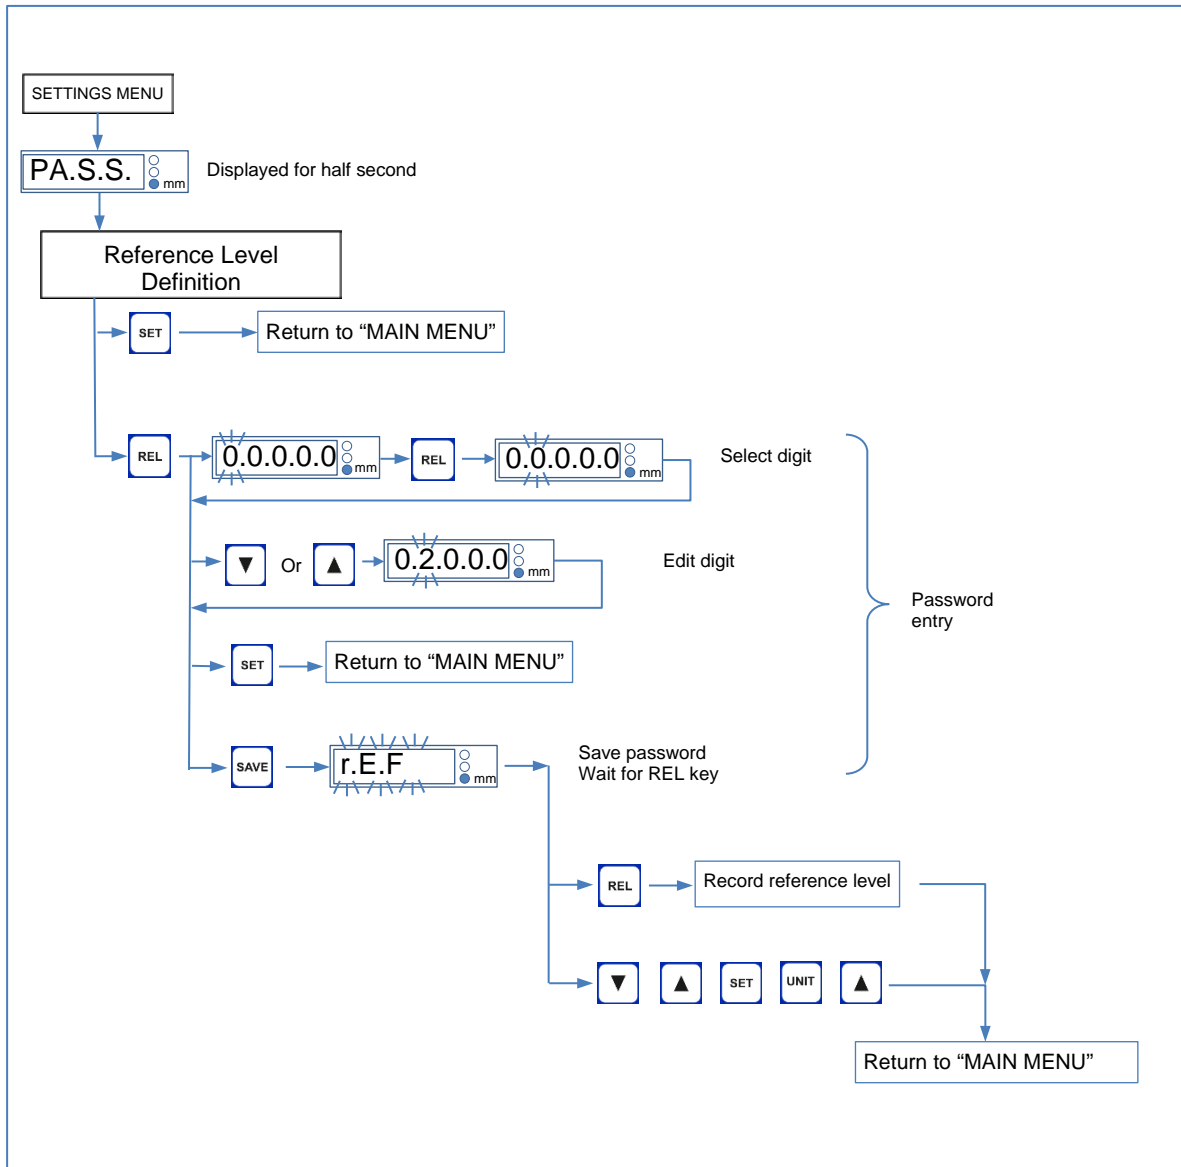 SETTINGS MENU
PA.S.S.
mm
Displayed for half second
Reference Level
Definition
SET
Return to “MAIN MENU”
REL
0.0.0.0.0
mm
REL
0.0.0.0.0
mm
Select digit
▼
Or
▲
0.2.0.0.0
mm
Edit digit
Password
entry
SET
Return to “MAIN MENU”
SAVE
r.E.F
mm
Save password
Wait for REL key
REL
Record reference level
▼
▲
SET
UNIT
▲
Return to “MAIN MENU”